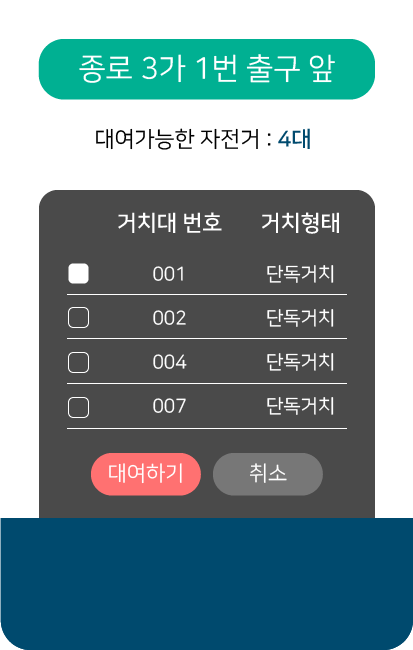 종로 3가 1번 출구 앞
대여가능한 자전거 : 4대
거치대 번호 거치형태
001 단독거치
002 단독거치
004 단독거치
007 단독거치
대여하기 취소